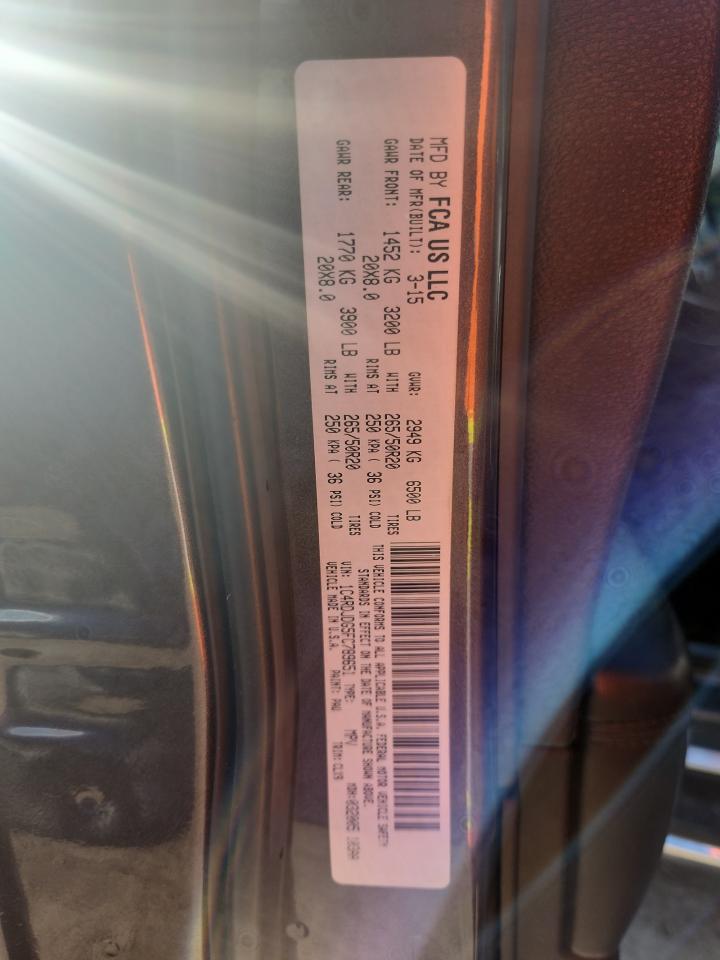 MFD BY FCA US LLC
DATE OF MFR(BUILT): 3-15 GVWR: 2949 KG 6500 LB
GAWR FRONT: 1452 KG 3200 LB WITH 265/50R20 TIRES
20X8.0 RIMS AT 250 KPA ( 36 PSI) COLD
GAWR REAR: 1770 KG 3900 LB WITH 265/50R20 TIRES
20X8.0 RIMS AT 250 KPA ( 36 PSI) COLD
THIS VEHICLE CONFORMS TO ALL APPLICABLE U.S.A. FEDERAL MOTOR VEHICLE SAFETY
STANDARDS IN EFFECT ON THE DATE OF MANUFACTURE SHOWN ABOVE.
VIN: 1C4RDJDG5FC789651 TYPE: MPV MDH:
VEHICLE MADE IN U.S.A. PAINT: TRIM: